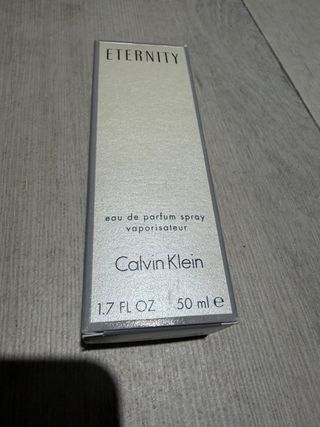 ETERNITY
eau de parfum spray
vaporisateur
Calvin Klein
1.7 FL OZ 50 ml ℮